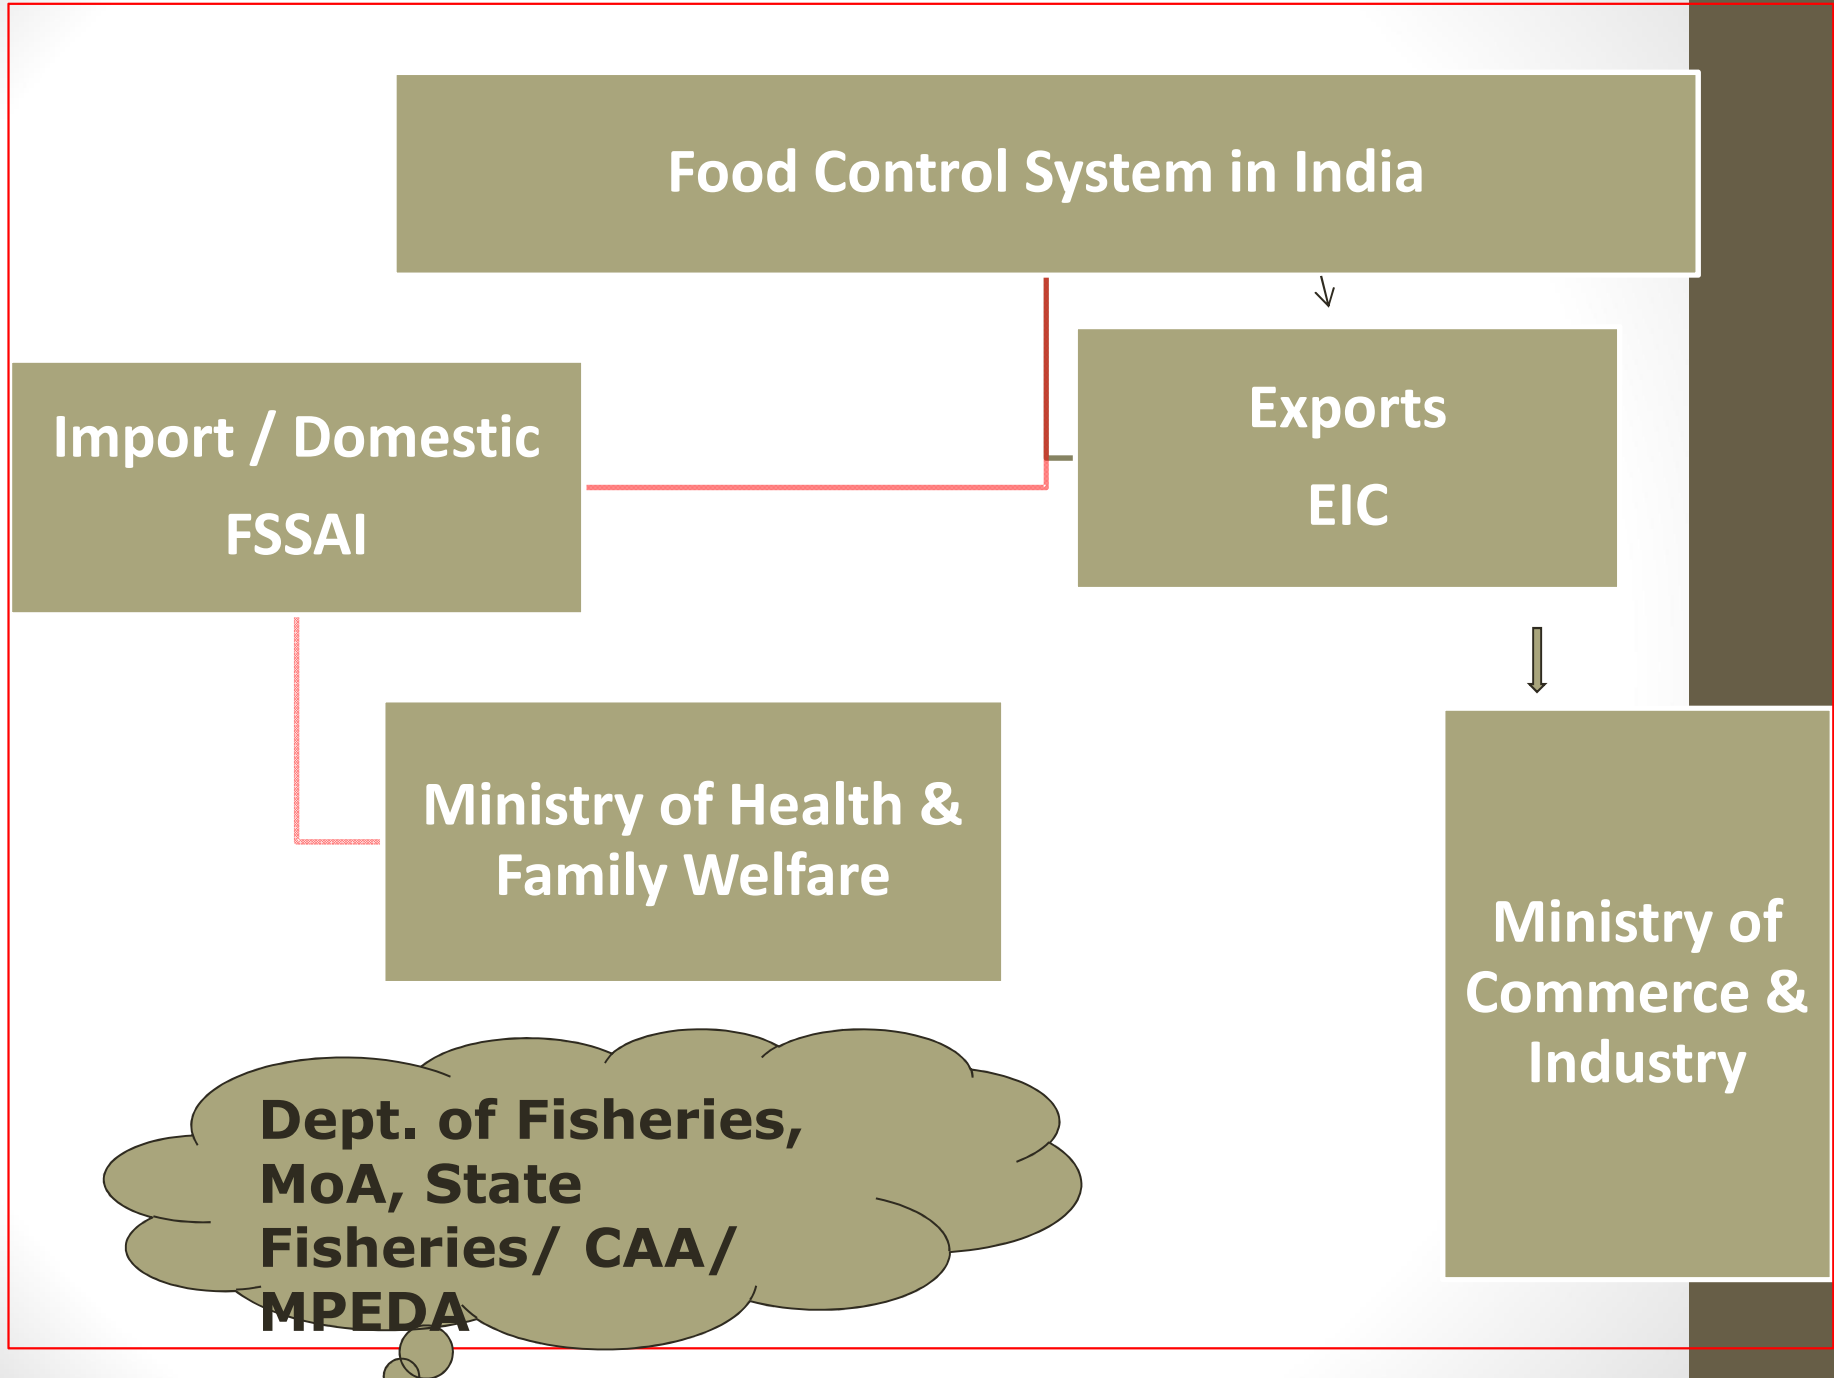 Food Control System in India
Import / Domestic
FSSAI
Exports
EIC
Ministry of Health &
Family Welfare
Ministry of
Commerce &
Industry
Dept. of Fisheries,
MoA, State
Fisheries/ CAA/
MPEDA